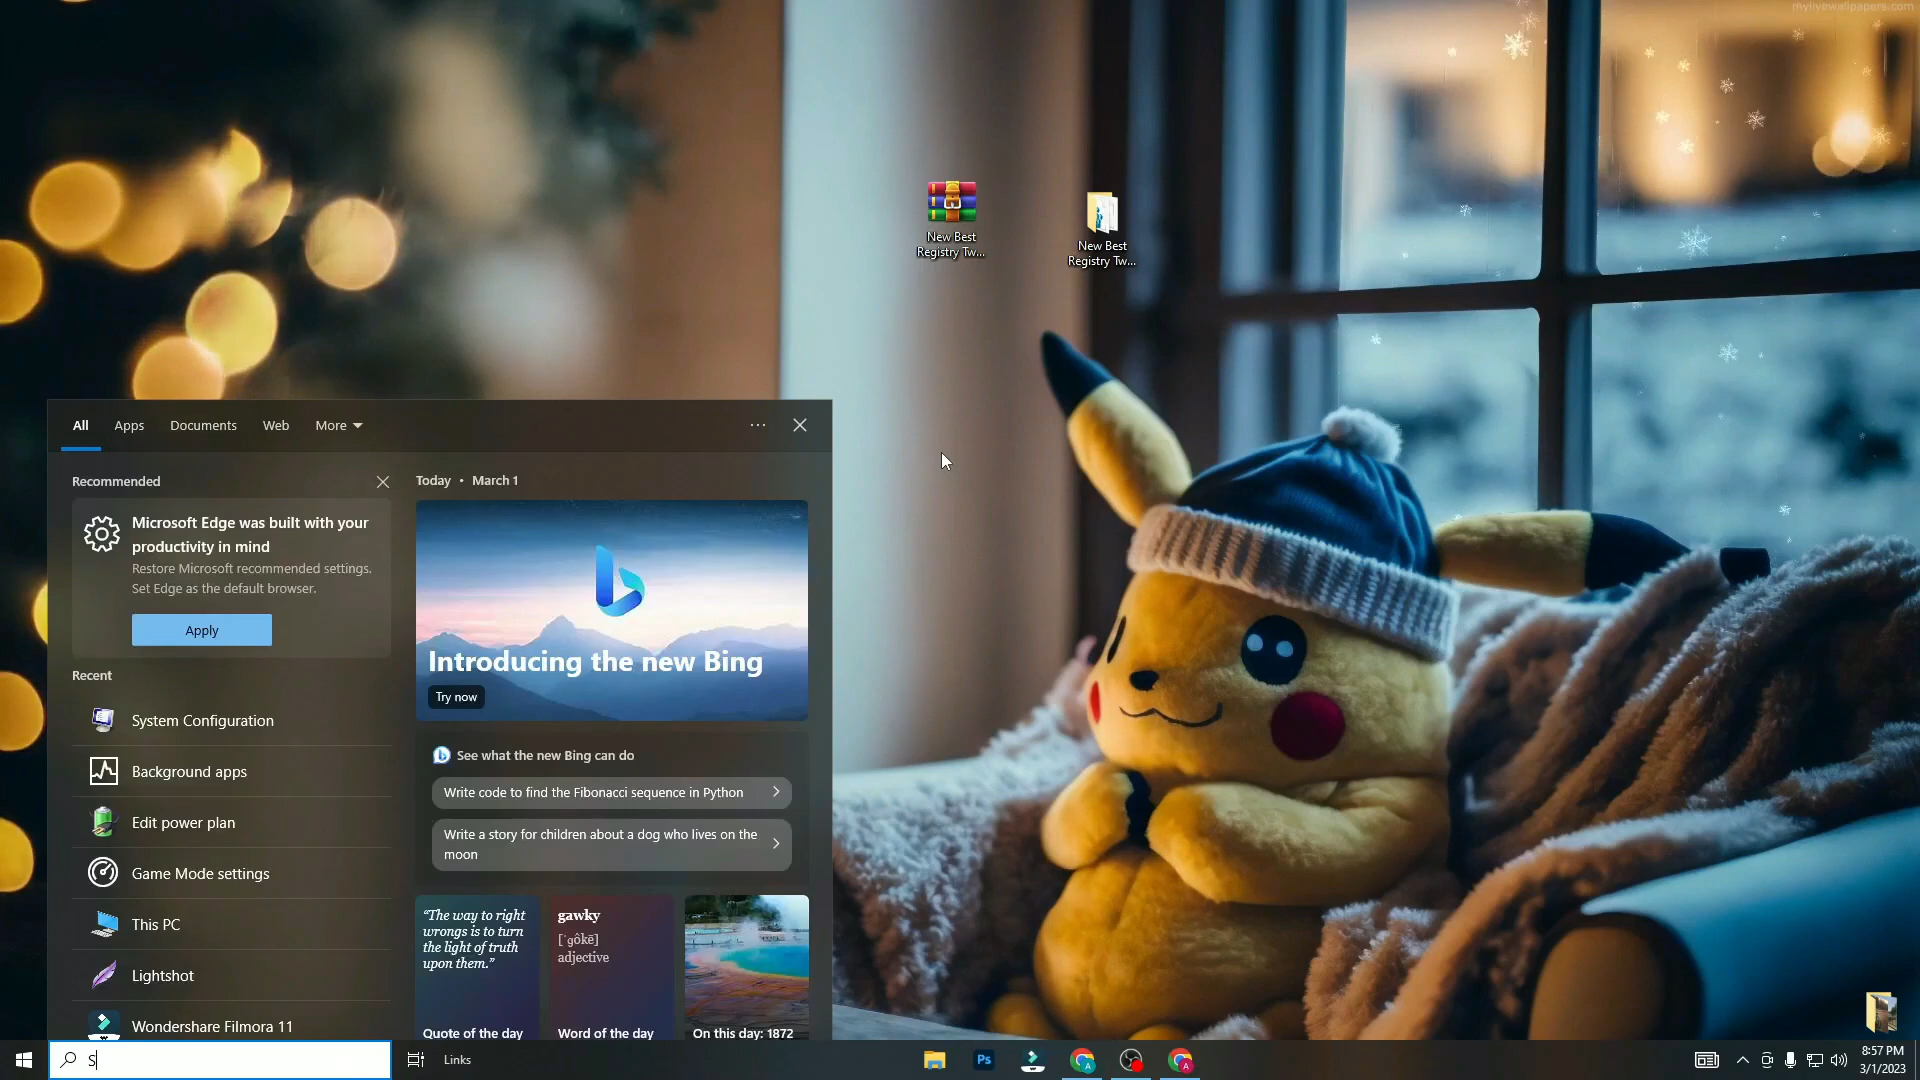 mylivewallpapers.com
New Best
Registry Tw...
New Best
Registry Tw...
All
Apps
Documents
Web
More
Recommended
Microsoft Edge was built with your
productivity in mind
Restore Microsoft recommended settings.
Set Edge as the default browser.
Apply
Recent
System Configuration
Background apps
Edit power plan
Game Mode settings
This PC
Lightshot
Wondershare Filmora 11
Today • March 1
Introducing the new Bing
Try now
See what the new Bing can do
Write code to find the Fibonacci sequence in Python
Write a story for children about a dog who lives on the
moon
“The way to right
wrongs is to turn
the light of truth
upon them.”
Quote of the day
gawky
[ˈɡôkē]
adjective
Word of the day
On this day: 1872
S
Links
Ps
A
A
8:57 PM
3/1/2023